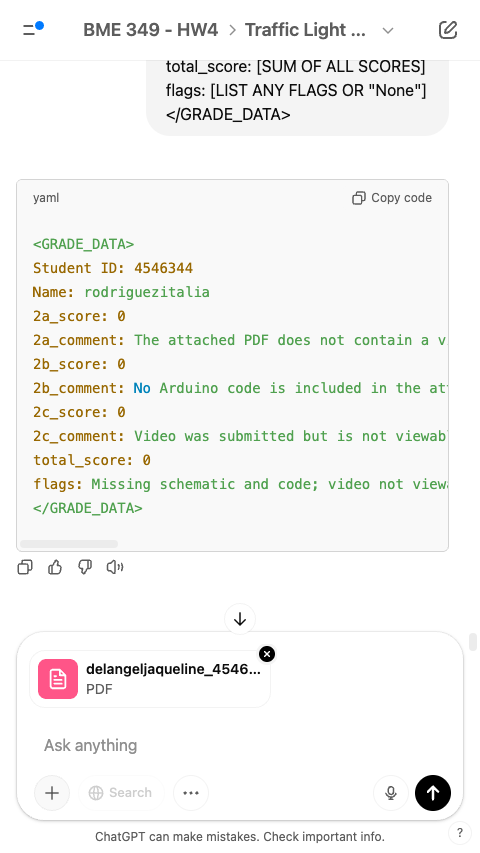 BME 349 - HW4 > Traffic Light ...
total_score: [SUM OF ALL SCORES]
flags: [LIST ANY FLAGS OR "None"]
</GRADE_DATA>
yaml
Copy code
<GRADE_DATA>
Student ID: 4546344
Name: rodriguezitalia
2a_score: 0
2a_comment: The attached PDF does not contain a v
2b_score: 0
2b_comment: No Arduino code is included in the at
2c_score: 0
2c_comment: Video was submitted but is not viewab
total_score: 0
flags: Missing schematic and code; video not view
</GRADE_DATA>
delangeljaqueline_4546...
PDF
Ask anything
Search
ChatGPT can make mistakes. Check important info.
?